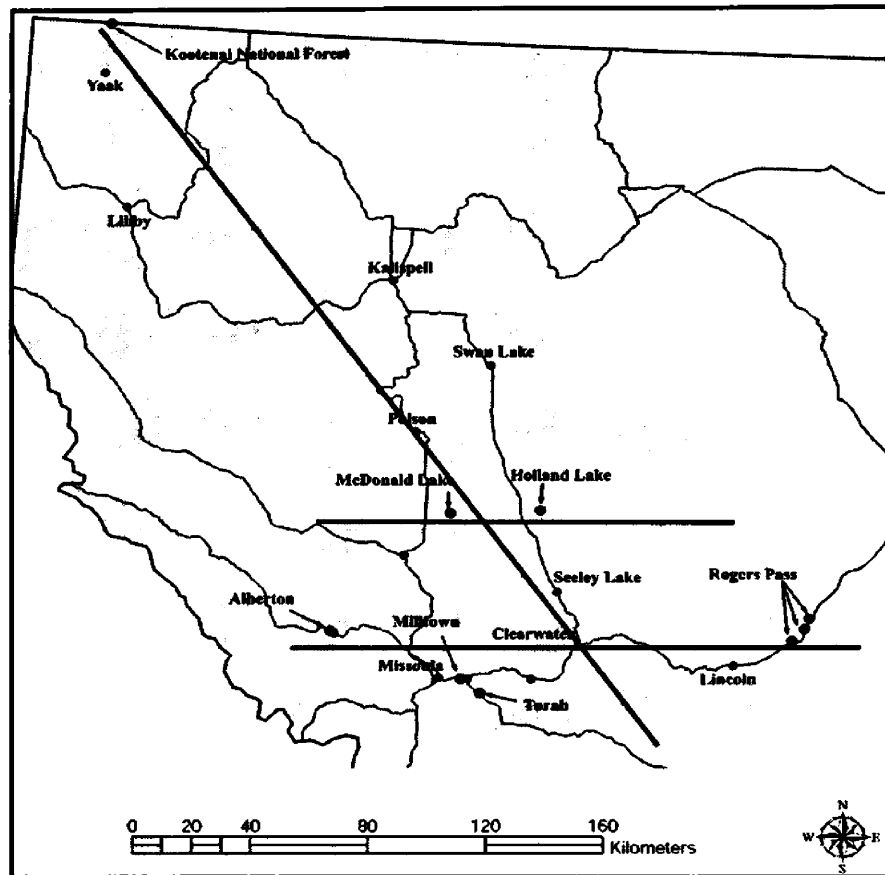 Kootenai National Forest
Yaak
Libby
Kalispell
Swan Lake
Polson
McDonald Lake
Holland Lake
Seeley Lake
Rogers Pass
Alberton
Milltown
Clearwater
Missoula
Lincoln
Turah
0 20 40 80 120 160
Kilometers
N
W E
S